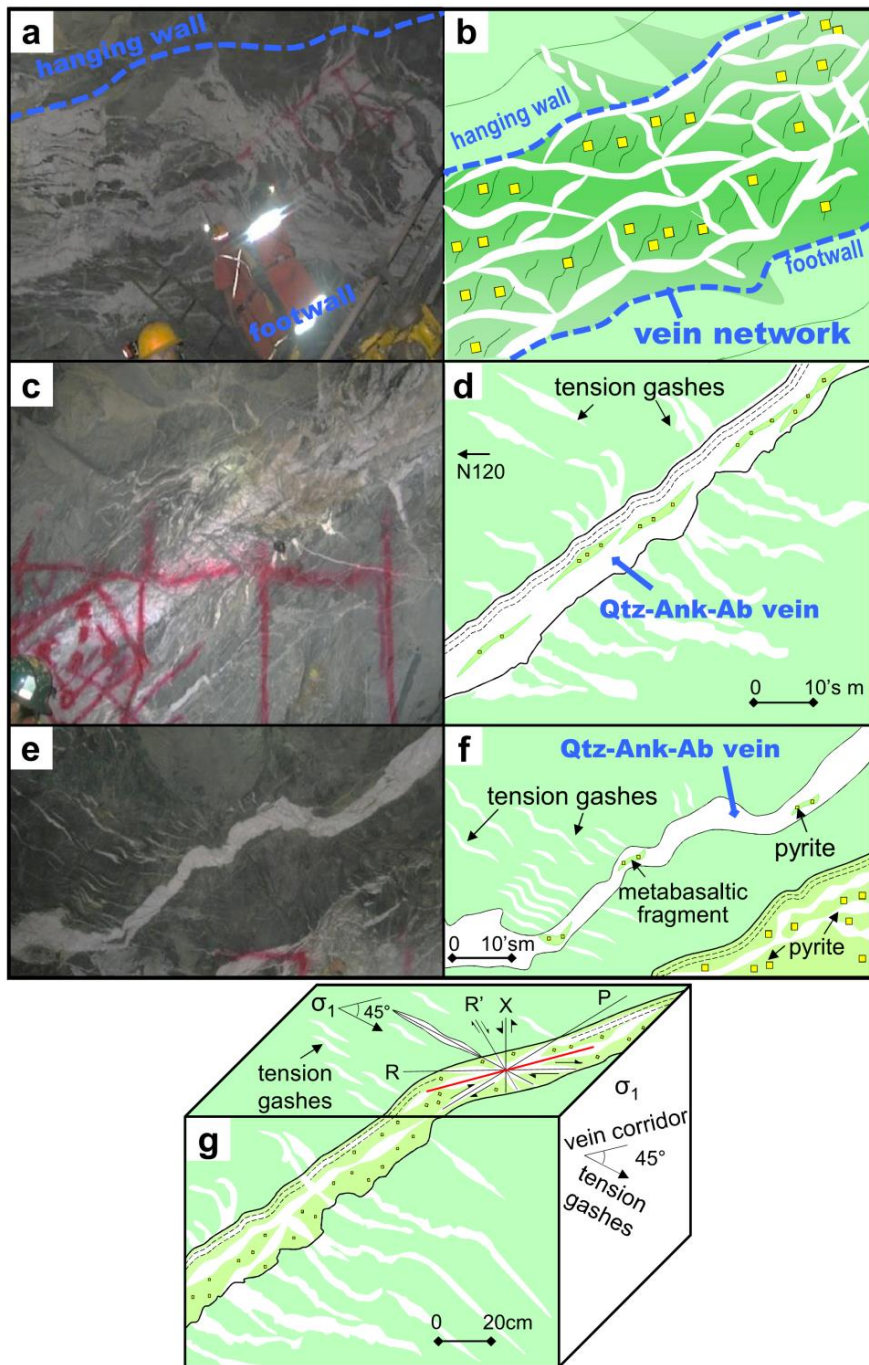 a
hanging wall
footwall
b
hanging wall
footwall
vein network
c
d
tension gashes
N120
Qtz-Ank-Ab vein
0 10's m
e
f
Qtz-Ank-Ab vein
tension gashes
pyrite
metabasaltic
fragment
0 10'sm
pyrite
g
σ1
45°
R'
X
P
R
tension
gashes
σ1
vein corridor
45°
tension
gashes
0 20cm